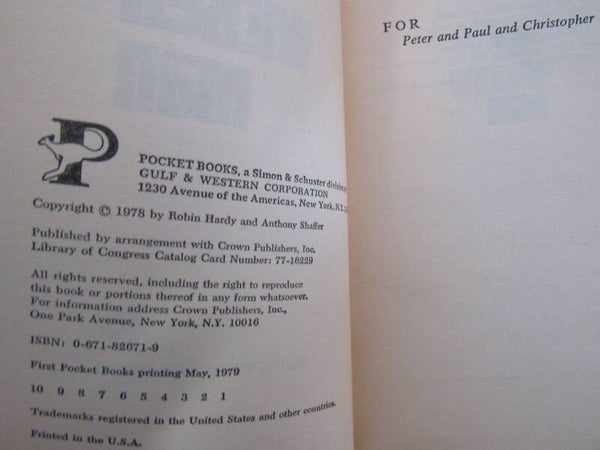 P
POCKET BOOKS, a Simon & Schuster division of
GULF & WESTERN CORPORATION
1230 Avenue of the Americas, New York, N.Y.
Copyright © 1978 by Robin Hardy and Anthony Shaffer
Published by arrangement with Crown Publishers, Inc.
Library of Congress Catalog Card Number: 77-16229
All rights reserved, including the right to reproduce
this book or portions thereof in any form whatsoever.
For information address Crown Publishers, Inc.,
One Park Avenue, New York, N.Y. 10016
ISBN: 0-671-82671-9
First Pocket Books printing May, 1979
10 9 8 7 6 5 4 3 2 1
Trademarks registered in the United States and other countries.
Printed in the U.S.A.
FOR
Peter and Paul and Christopher